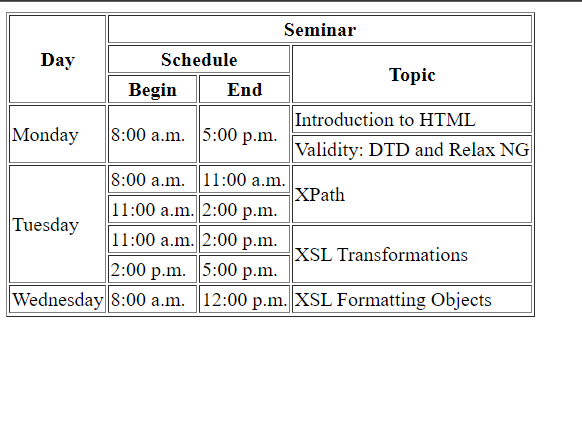 Day Seminar
Schedule Topic
Begin End
Monday 8:00 a.m. 5:00 p.m. Introduction to HTML
Validity: DTD and Relax NG
Tuesday 8:00 a.m. 11:00 a.m. XPath
11:00 a.m. 2:00 p.m.
11:00 a.m. 2:00 p.m. XSL Transformations
2:00 p.m. 5:00 p.m.
Wednesday 8:00 a.m. 12:00 p.m. XSL Formatting Objects